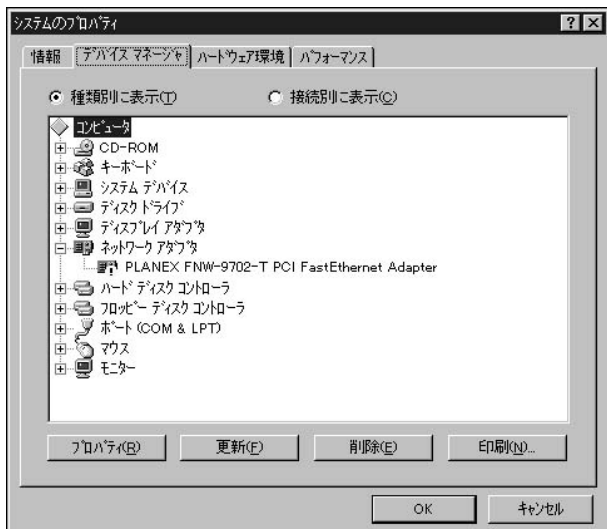 システムのプロパティ
情報 デバイス マネージャ ハードウェア環境 パフォーマンス
種類別に表示(T) 接続別に表示(C)
コンピュータ
CD-ROM
キーボード
システム デバイス
ディスク ドライブ
ディスプレイ アダプタ
ネットワーク アダプタ
PLANEX FNW-9702-T PCI FastEthernet Adapter
ハード ディスク コントローラ
フロッピー ディスク コントローラ
ポート (COM & LPT)
マウス
モニター
プロパティ(R) 更新(F) 削除(E) 印刷(N)...
OK キャンセル